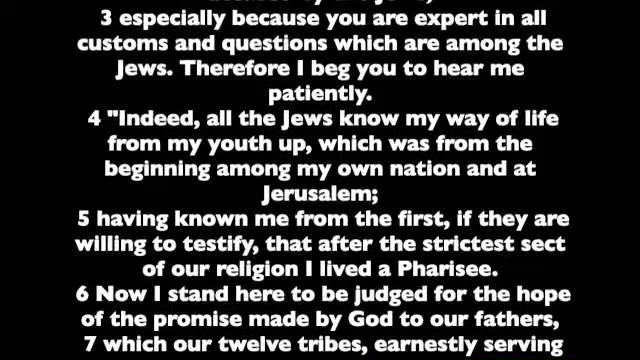 3 especially because you are expert in all
customs and questions which are among the
Jews. Therefore I beg you to hear me
patiently.
4 "Indeed, all the Jews know my way of life
from my youth up, which was from the
beginning among my own nation and at
Jerusalem;
5 having known me from the first, if they are
willing to testify, that after the strictest sect
of our religion I lived a Pharisee.
6 Now I stand here to be judged for the hope
of the promise made by God to our fathers,
7 which our twelve tribes, earnestly serving